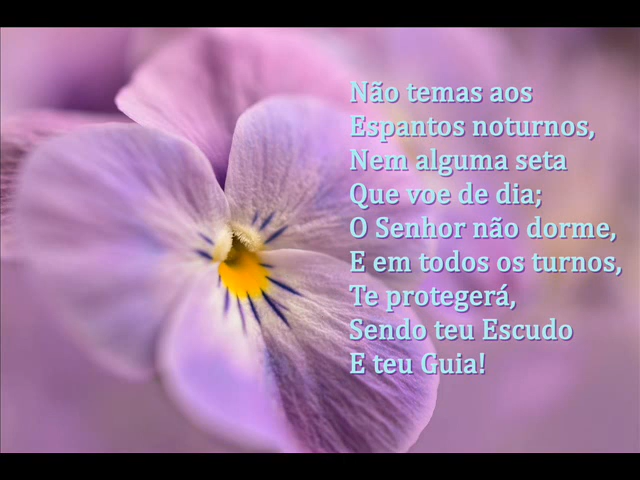 Não temas aos
Espantos noturnos,
Nem alguma seta
Que voe de dia;
O Senhor não dorme,
E em todos os turnos,
Te protegerá,
Sendo teu Escudo
E teu Guia!